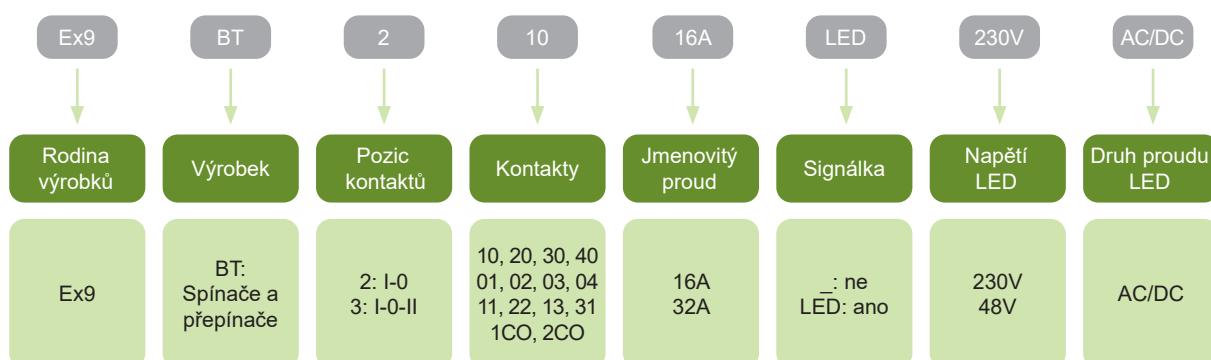 Ex9 BT 2 10 16A LED 230V AC/DC
Rodina výrobků
Výrobek
Pozic kontaktů
Kontakty
Jmenovitý proud
Signálka
Napětí LED
Druh proudu LED
Ex9
BT:
Spínače a
přepínače
2: I-0
3: I-0-II
10, 20, 30, 40
01, 02, 03, 04
11, 22, 13, 31
1CO, 2CO
16A
32A
_: ne
LED: ano
230V
48V
AC/DC